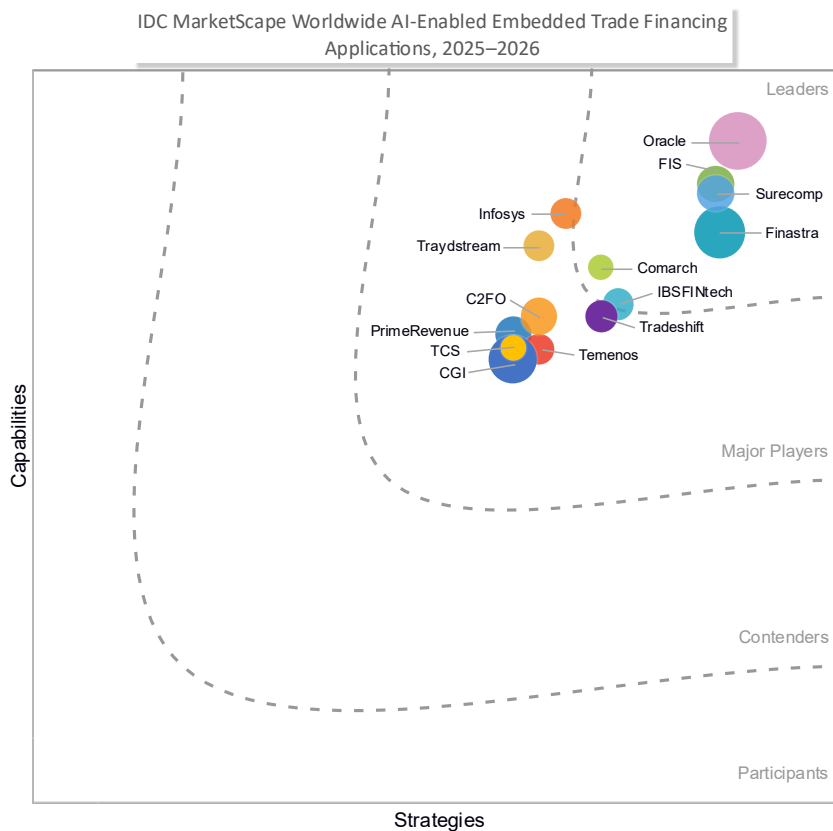 IDC MarketScape Worldwide AI-Enabled Embedded Trade Financing
Applications, 2025–2026
Leaders
Oracle
FIS
Surecomp
Infosys
Finastra
Traydstream
Comarch
IBSFINtech
C2FO
Tradeshift
PrimeRevenue
TCS
Temenos
CGI
Capabilities
Major Players
Contenders
Participants
Strategies